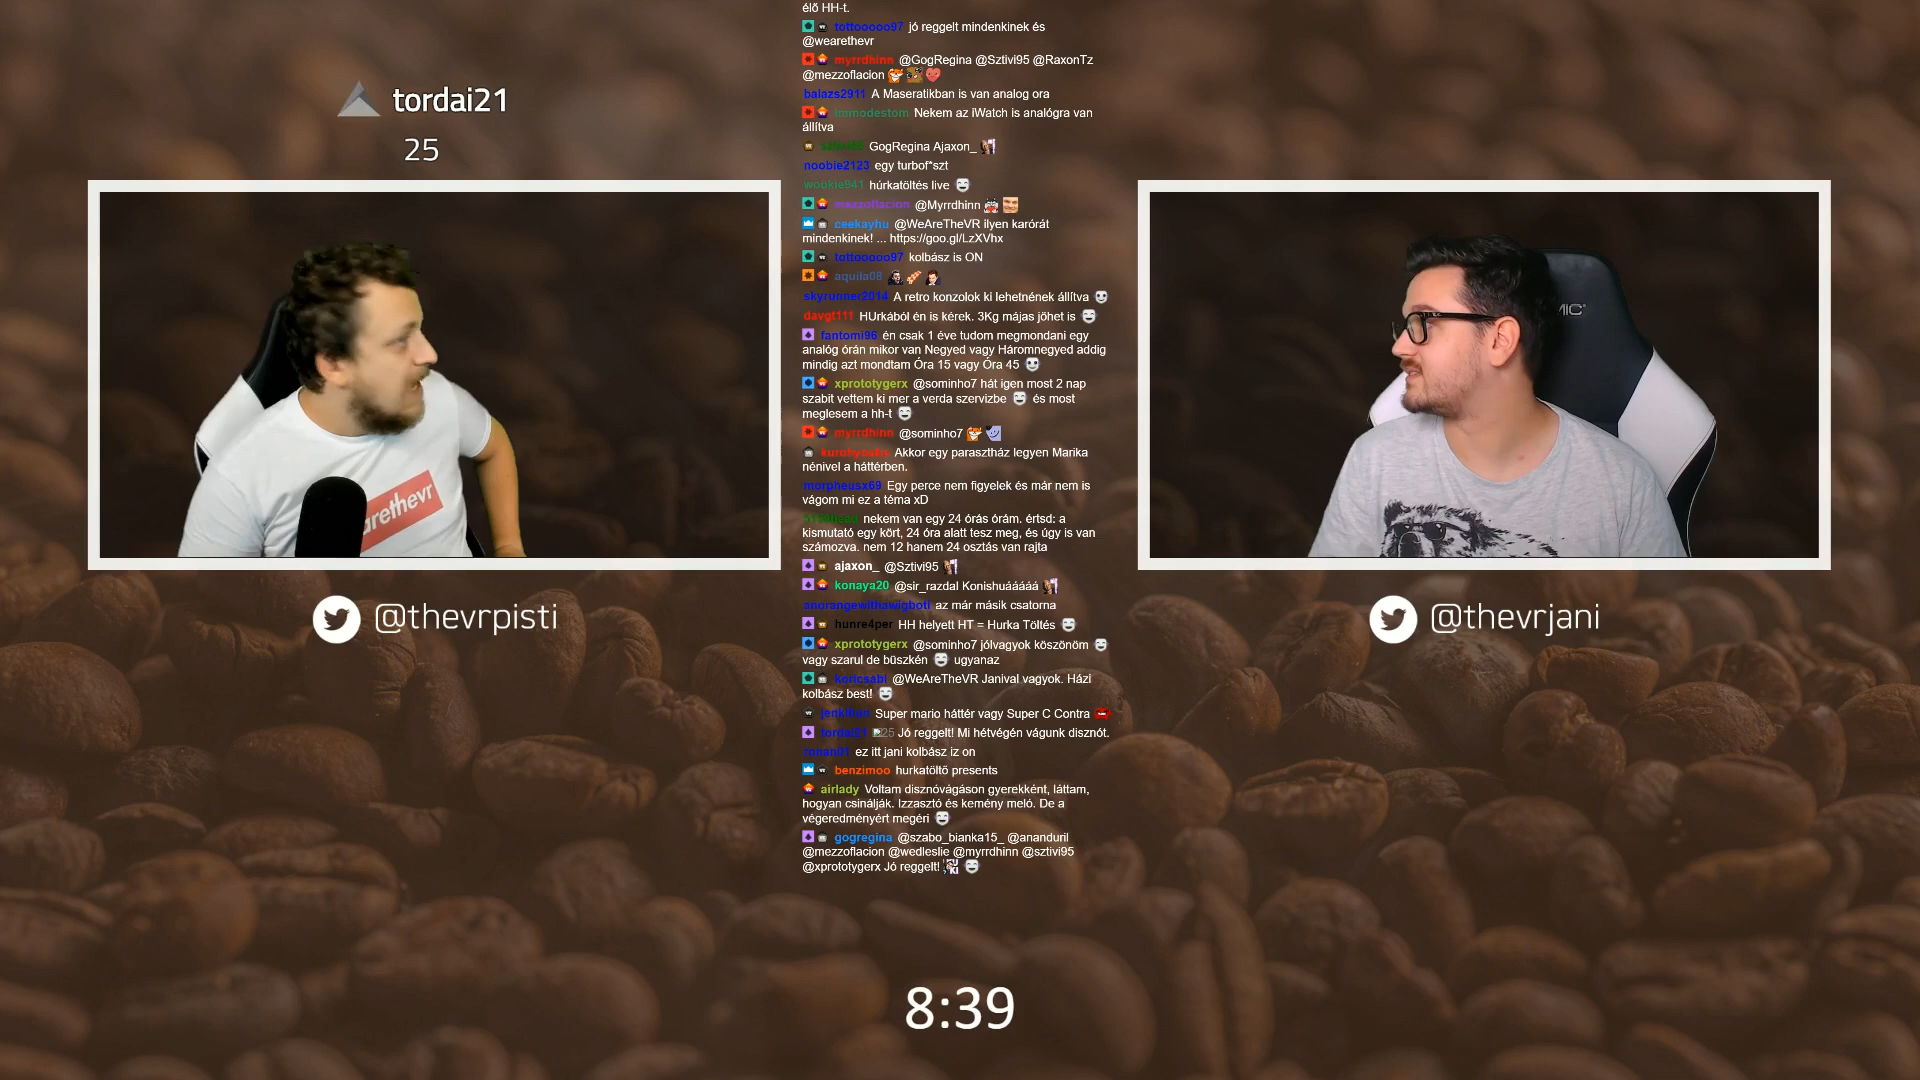 élő HH-t.
tottooooo97 jó reggelt mindenkinek és
@wearethevr
myrrdhinn @GogRegina @Sztivi95 @RaxonTz
@mezzoflacion
balazs2911 A Maseratikban is van analog ora
immodestom Nekem az iWatch is analógra van
állítva
GogRegina Ajaxon_
noobie2123 egy turbof*szt
wookie841 húrkatöltés live
mezzoflacion @Myrrdhinn
ceekayhu @WeAreTheVR ilyen karórát
mindenkinek! ... https://goo.gl/LzXVhx
tottooooo97 kolbász is ON
aquila08
skyrunner2014 A retro konzolok ki lehetnének állítva
davgt111 HUrkából én is kérek. 3Kg májas jöhet is
fantomi96 én csak 1 éve tudom megmondani egy
analóg órán mikor van Negyed vagy Háromnegyed addig
mindig azt mondtam Óra 15 vagy Óra 45
xprototygerx @sominho7 hát igen most 2 nap
szabit vettem ki mer a verda szervizbe és most
meglesem a hh-t
myrrdhinn @sominho7
Akkor egy parasztház legyen Marika
nénivel a háttérben.
morpheusx69 Egy perce nem figyelek és már nem is
vágom mi ez a téma xD
nekem van egy 24 órás órám. értsd: a
kismutató egy kört, 24 óra alatt tesz meg, és úgy is van
számozva. nem 12 hanem 24 osztás van rajta
ajaxon_ @Sztivi95
konaya20 @sir_razdal Konishuááááá
anorangewithawigboti az már másik csatorna
hunre4per HH helyett HT = Hurka Töltés
xprototygerx @sominho7 jólvagyok köszönöm
vagy szarul de büszkén ugyanaz
koricsabi @WeAreTheVR Janival vagyok. Házi
kolbász best!
Super mario háttér vagy Super C Contra
tordai21 25 Jó reggelt! Mi hétvégén vágunk disznót.
ronan01 ez itt jani kolbász iz on
benzimoo hurkatöltő presents
airlady Voltam disznóvágáson gyerekként, láttam,
hogyan csinálják. Izzasztó és kemény meló. De a
végeredményért megéri
gogregina @szabo_bianka15_ @ananduril
@mezzoflacion @wedleslie @myrrdhinn @sztivi95
@xprototygerx Jó reggelt!
tordai21
25
arethevr
@thevrpisti
MIC
@thevrjani
8:39